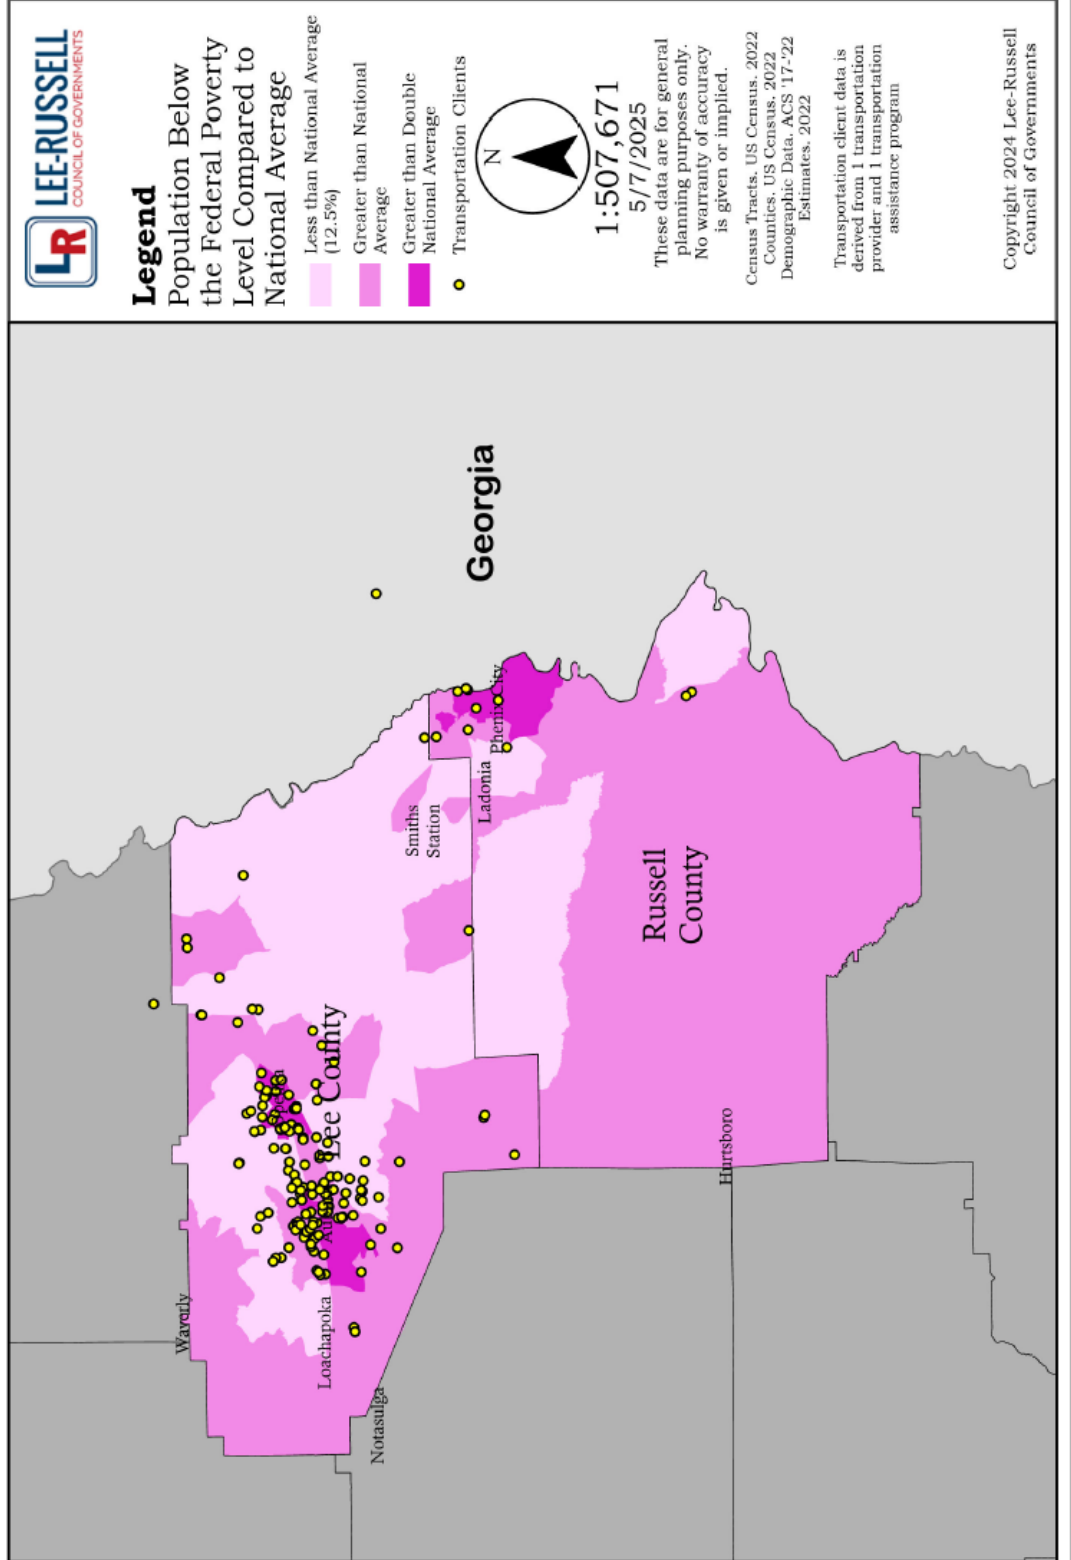 LR LEE-RUSSELL
COUNCIL OF GOVERNMENTS
Legend
Population Below
the Federal Poverty
Level Compared to
National Average
Less than National Average
(12.5%)
Greater than National
Average
Greater than Double
National Average
Transportation Clients
N
1:507,671
5/7/2025
These data are for general
planning purposes only.
No warranty of accuracy
is given or implied.
Census Tracts. US Census. 2022
Counties. US Census. 2022
Demographic Data. ACS '17-'22
Estimates. 2022
Transportation client data is
derived from 1 transportation
provider and 1 transportation
assistance program
Copyright 2024 Lee-Russell
Council of Governments
Waverly
Loachapoka
Notasulga
Lee County
Smiths
Station
Ladonia
Phenix City
Georgia
Russell
County
Hurtsboro